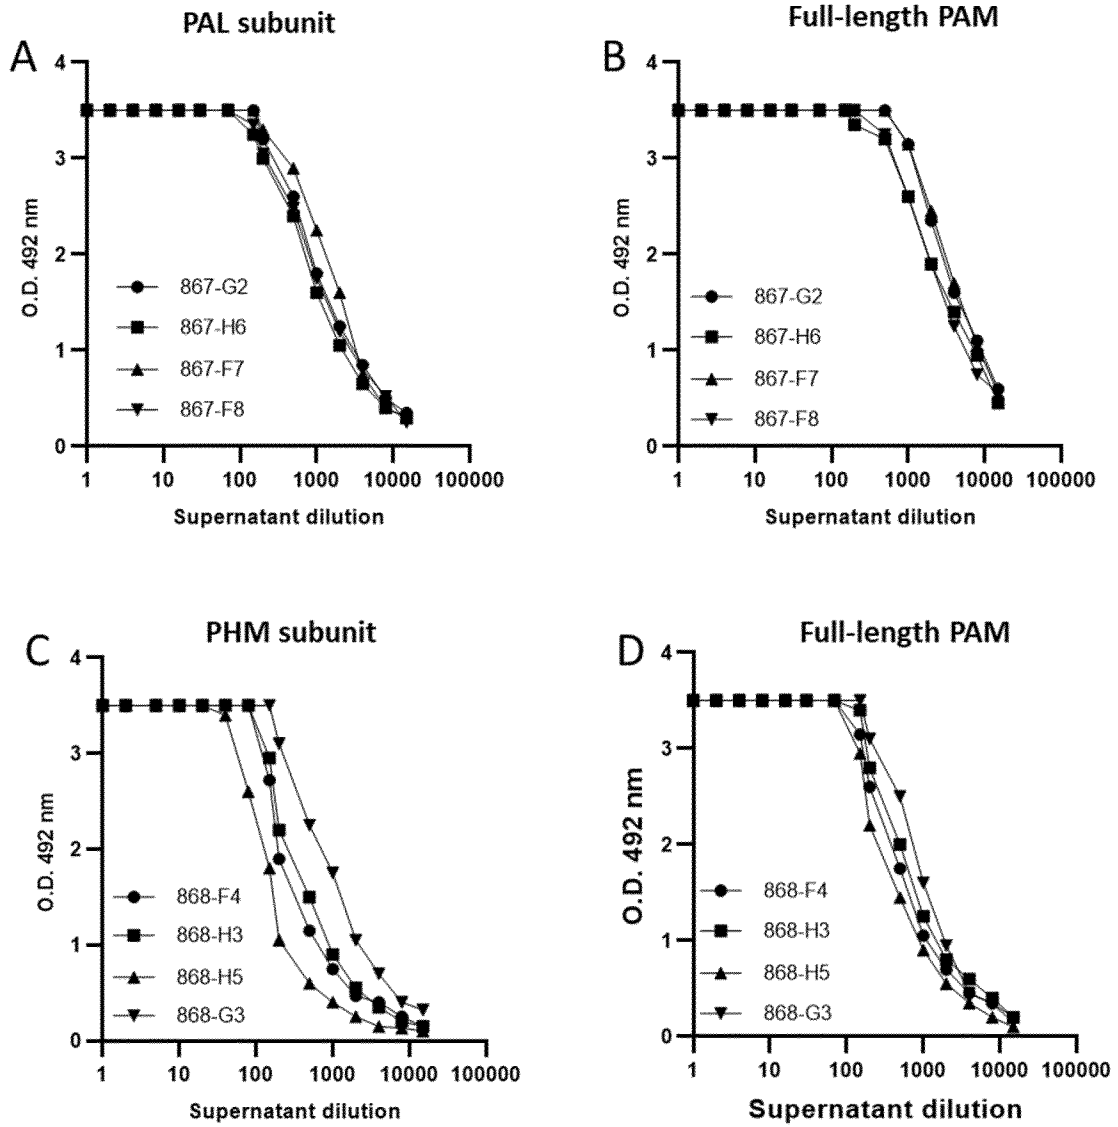 PAL subunit
A
4
3
2
1
0
O.D. 492 nm
867-G2
867-H6
867-F7
867-F8
1 10 100 1000 10000 100000
Supernatant dilution
Full-length PAM
B
4
3
2
1
0
O.D. 492 nm
867-G2
867-H6
867-F7
867-F8
1 10 100 1000 10000 100000
Supernatant dilution
PHM subunit
C
4
3
2
1
0
O.D. 492 nm
868-F4
868-H3
868-H5
868-G3
1 10 100 1000 10000 100000
Supernatant dilution
Full-length PAM
D
4
3
2
1
0
O.D. 492 nm
868-F4
868-H3
868-H5
868-G3
1 10 100 1000 10000 100000
Supernatant dilution